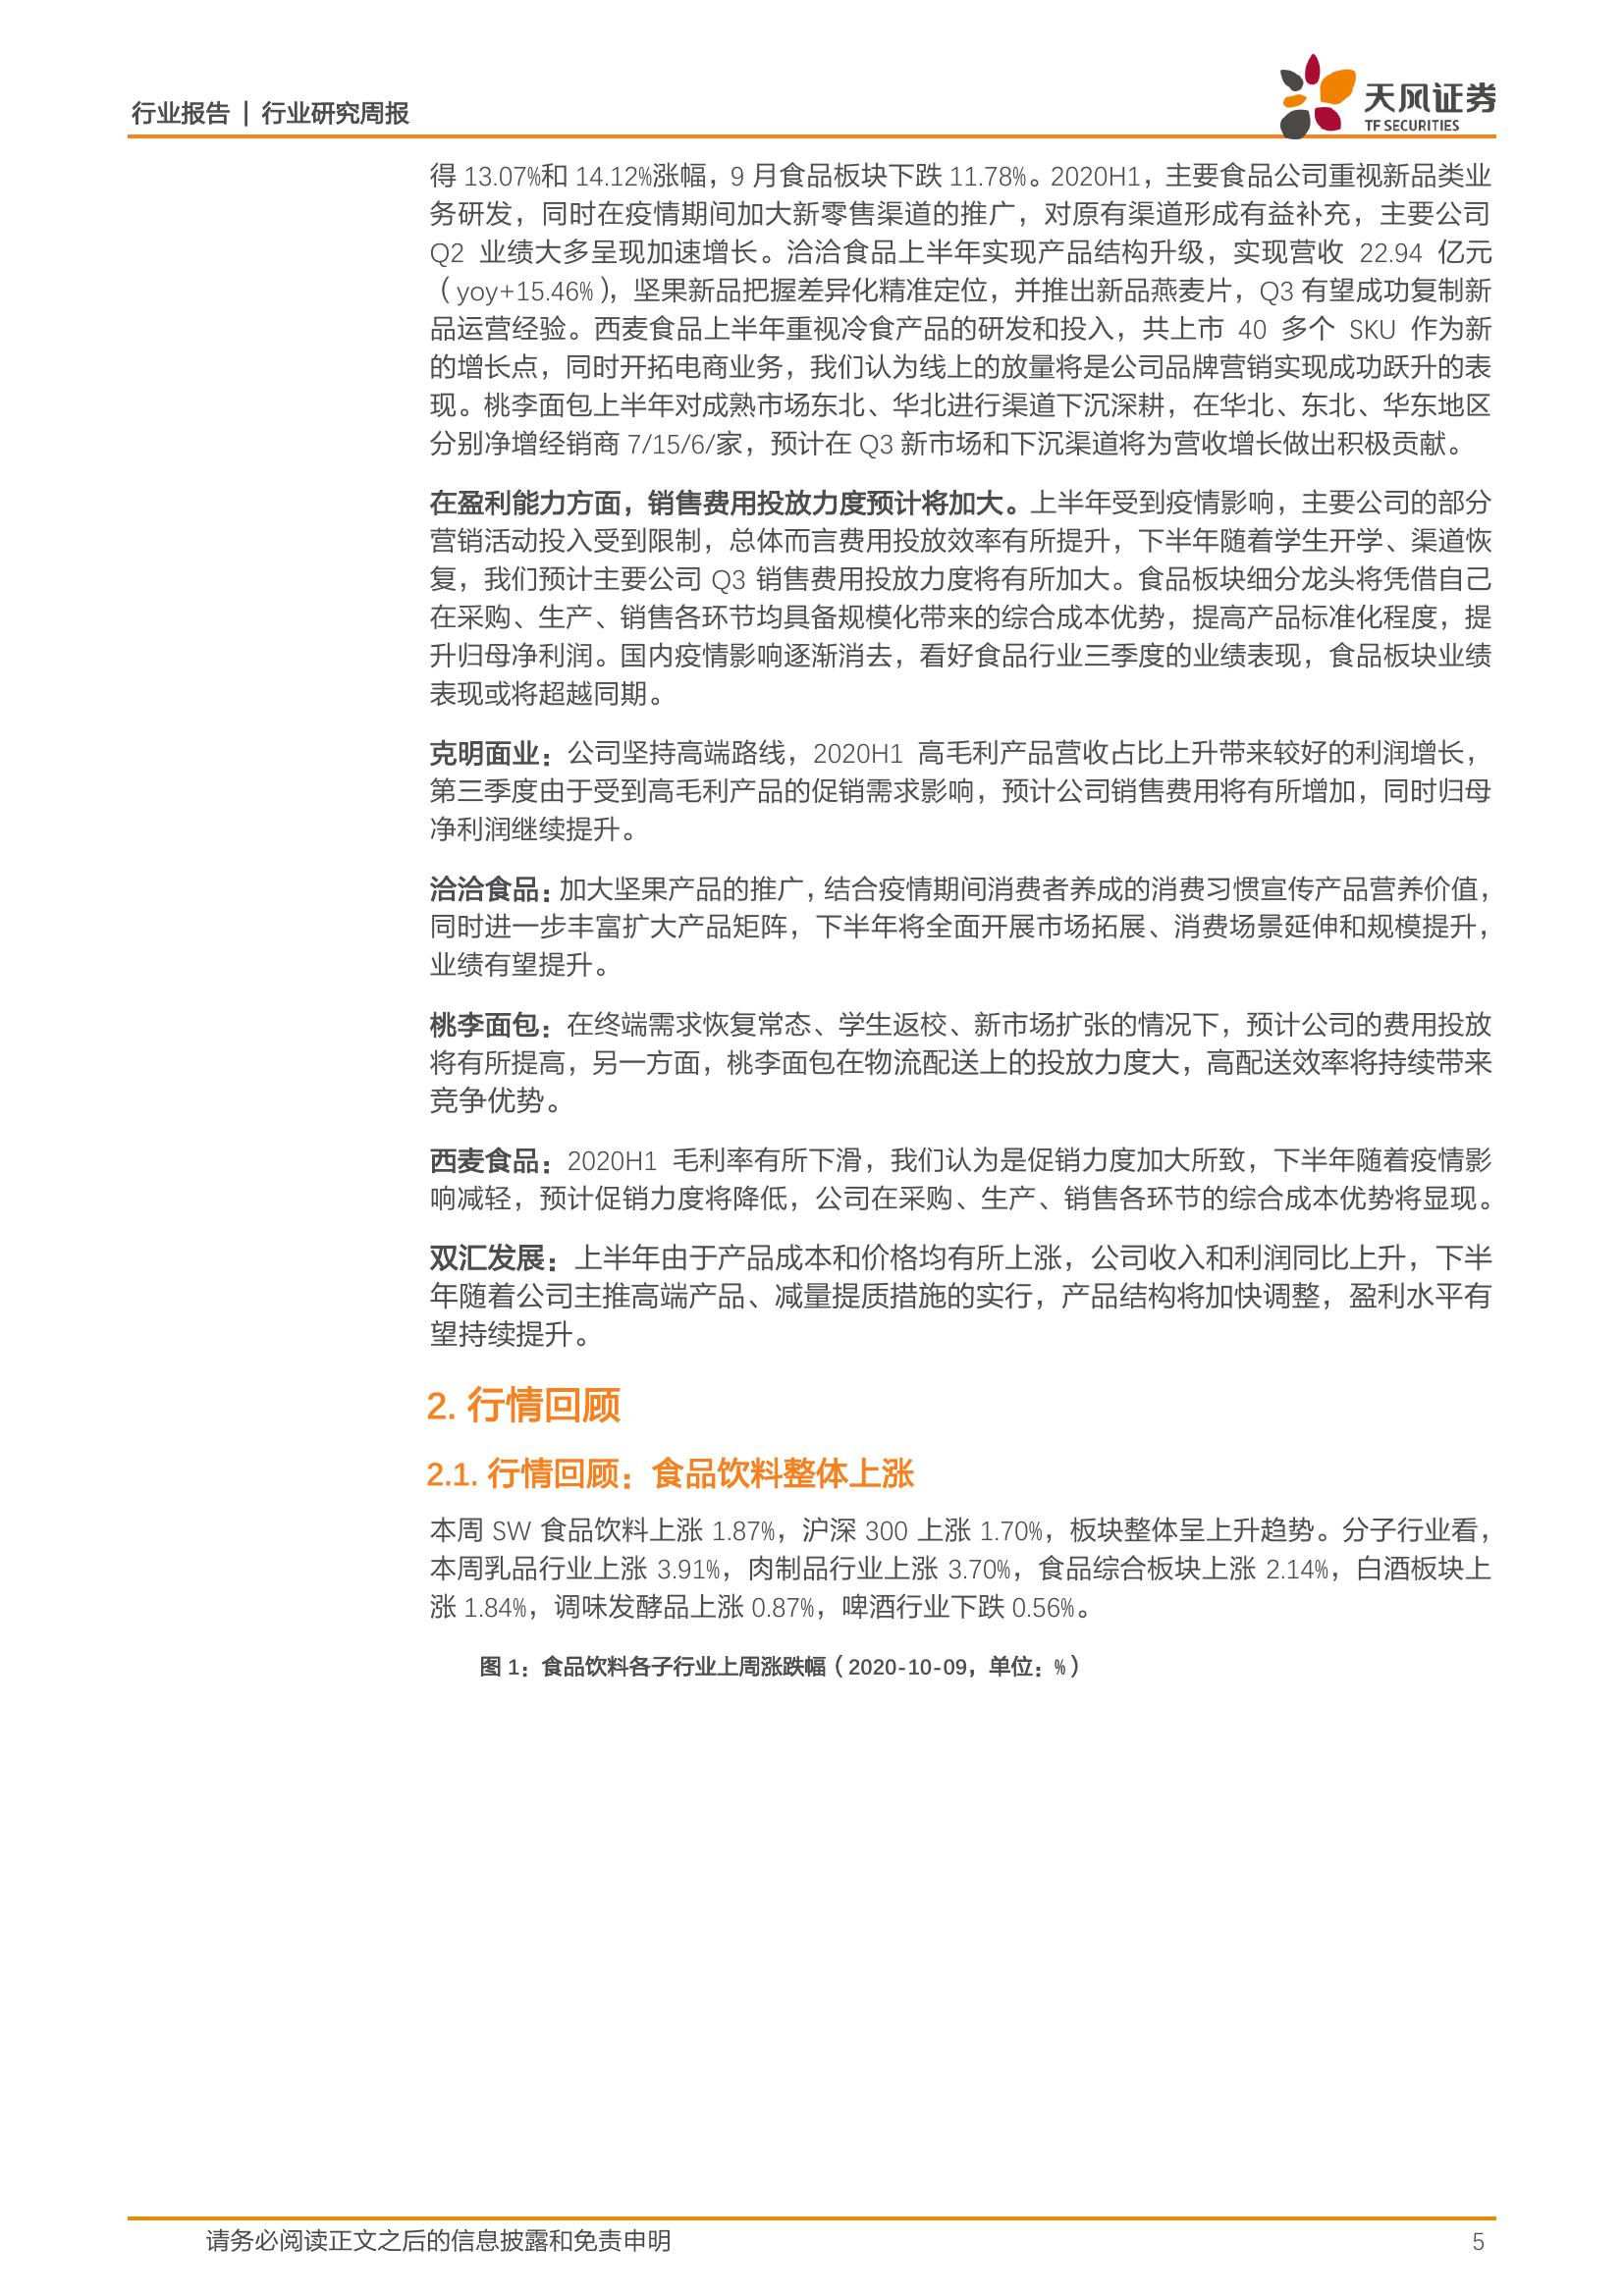 行业报告 | 行业研究周报
天风证券
TF SECURITIES
得 13.07%和 14.12%涨幅，9 月食品板块下跌 11.78%。2020H1，主要食品公司重视新品类业
务研发，同时在疫情期间加大新零售渠道的推广，对原有渠道形成有益补充，主要公司
Q2 业绩大多呈现加速增长。洽洽食品上半年实现产品结构升级，实现营收 22.94 亿元
（yoy+15.46%），坚果新品把握差异化精准定位，并推出新品燕麦片，Q3 有望成功复制新
品运营经验。西麦食品上半年重视冷食产品的研发和投入，共上市 40 多个 SKU 作为新
的增长点，同时开拓电商业务，我们认为线上的放量将是公司品牌营销实现成功跃升的表
现。桃李面包上半年对成熟市场东北、华北进行渠道下沉深耕，在华北、东北、华东地区
分别净增经销商 7/15/6/家，预计在 Q3 新市场和下沉渠道将为营收增长做出积极贡献。
在盈利能力方面，销售费用投放力度预计将加大。上半年受到疫情影响，主要公司的部分
营销活动投入受到限制，总体而言费用投放效率有所提升，下半年随着学生开学、渠道恢
复，我们预计主要公司 Q3 销售费用投放力度将有所加大。食品板块细分龙头将凭借自己
在采购、生产、销售各环节均具备规模化带来的综合成本优势，提高产品标准化程度，提
升归母净利润。国内疫情影响逐渐消去，看好食品行业三季度的业绩表现，食品板块业绩
表现或将超越同期。
克明面业：公司坚持高端路线，2020H1 高毛利产品营收占比上升带来较好的利润增长，
第三季度由于受到高毛利产品的促销需求影响，预计公司销售费用将有所增加，同时归母
净利润继续提升。
洽洽食品：加大坚果产品的推广，结合疫情期间消费者养成的消费习惯宣传产品营养价值，
同时进一步丰富扩大产品矩阵，下半年将全面开展市场拓展、消费场景延伸和规模提升，
业绩有望提升。
桃李面包：在终端需求恢复常态、学生返校、新市场扩张的情况下，预计公司的费用投放
将有所提高，另一方面，桃李面包在物流配送上的投放力度大，高配送效率将持续带来
竞争优势。
西麦食品：2020H1 毛利率有所下滑，我们认为是促销力度加大所致，下半年随着疫情影
响减轻，预计促销力度将降低，公司在采购、生产、销售各环节的综合成本优势将显现。
双汇发展：上半年由于产品成本和价格均有所上涨，公司收入和利润同比上升，下半
年随着公司主推高端产品、减量提质措施的实行，产品结构将加快调整，盈利水平有
望持续提升。
2. 行情回顾
2.1. 行情回顾：食品饮料整体上涨
本周 SW 食品饮料上涨 1.87%，沪深 300 上涨 1.70%，板块整体呈上升趋势。分子行业看，
本周乳品行业上涨 3.91%，肉制品行业上涨 3.70%，食品综合板块上涨 2.14%，白酒板块上
涨 1.84%，调味发酵品上涨 0.87%，啤酒行业下跌 0.56%。
图 1：食品饮料各子行业上周涨跌幅（2020-10-09，单位：%）
请务必阅读正文之后的信息披露和免责申明
5